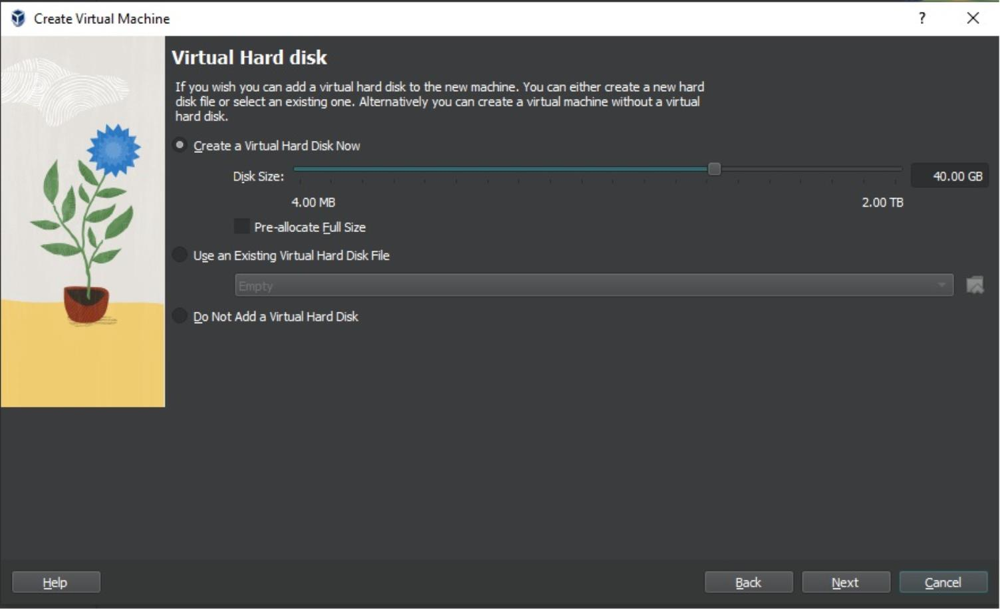 Create Virtual Machine
?
Virtual Hard disk
If you wish you can add a virtual hard disk to the new machine. You can either create a new hard
disk file or select an existing one. Alternatively you can create a virtual machine without a virtual
hard disk.
Create a Virtual Hard Disk Now
Disk Size:
40.00 GB
4.00 MB
2.00 TB
Pre-allocate Full Size
Use an Existing Virtual Hard Disk File
Empty
Do Not Add a Virtual Hard Disk
Help
Back
Next
Cancel